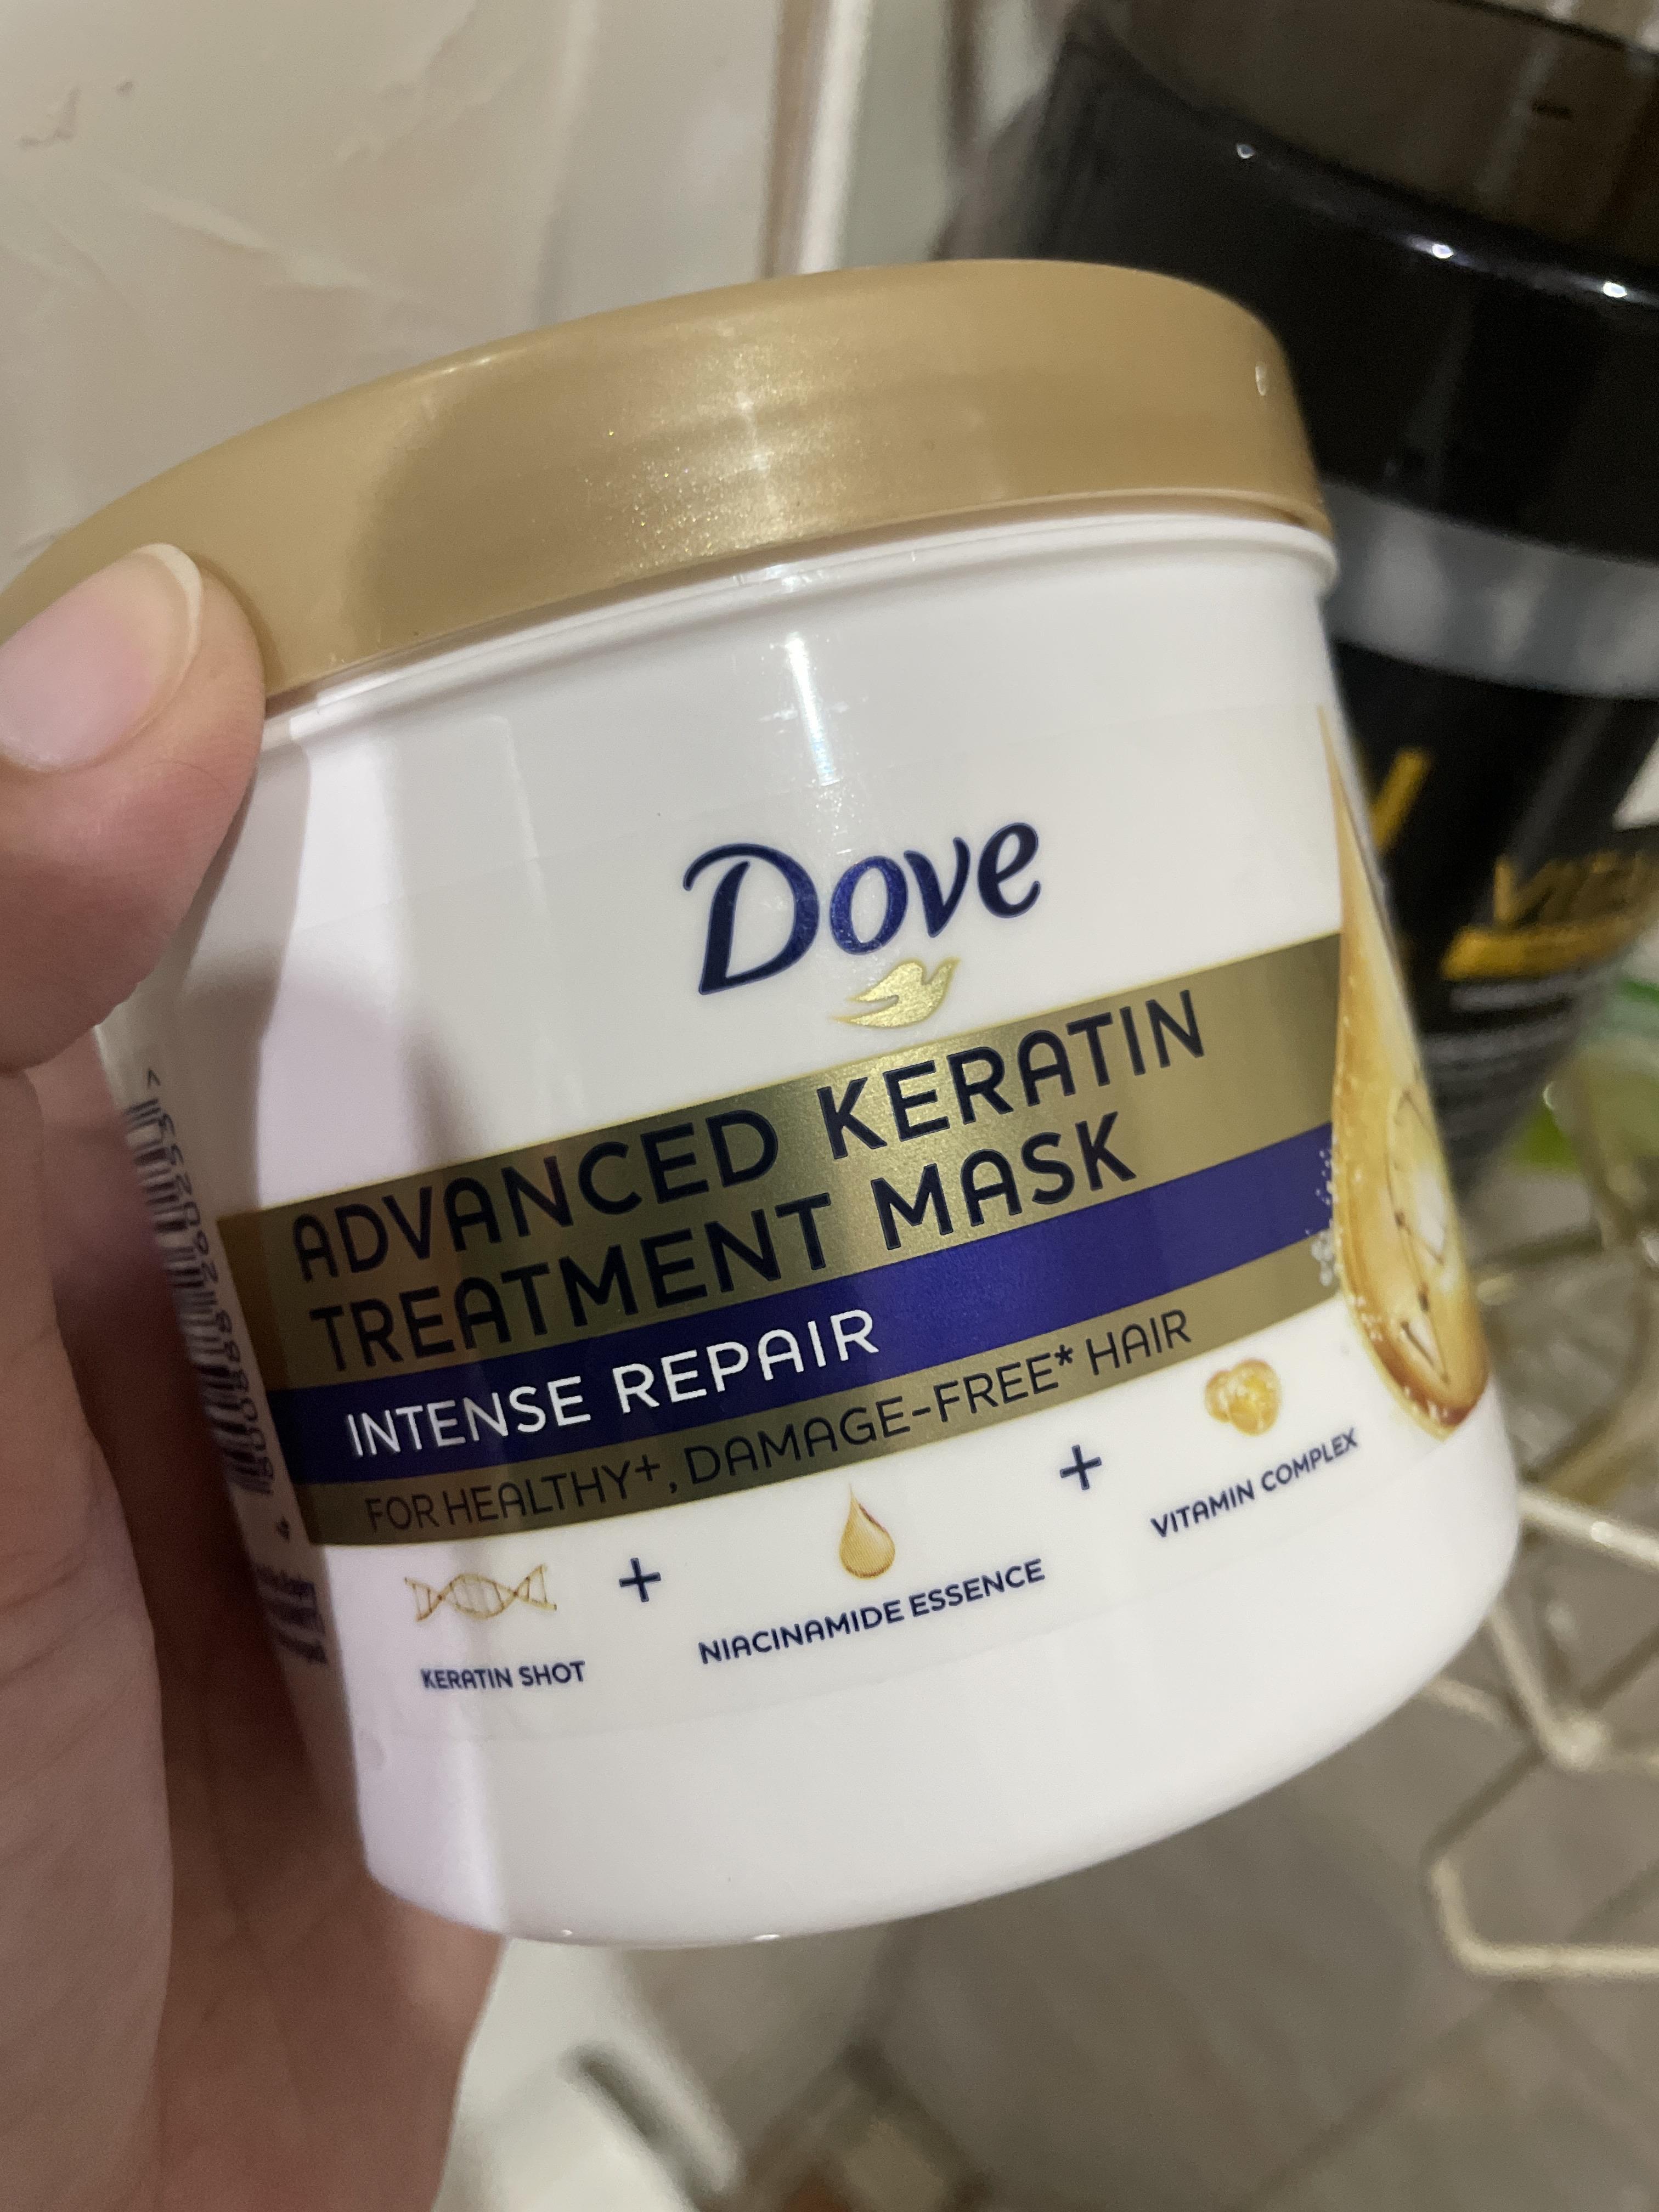 Dove
ADVANCED KERATIN
TREATMENT MASK
INTENSE REPAIR
FOR HEALTHY+, DAMAGE-FREE* HAIR
KERATIN SHOT
+
NIACINAMIDE ESSENCE
+
VITAMIN COMPLEX